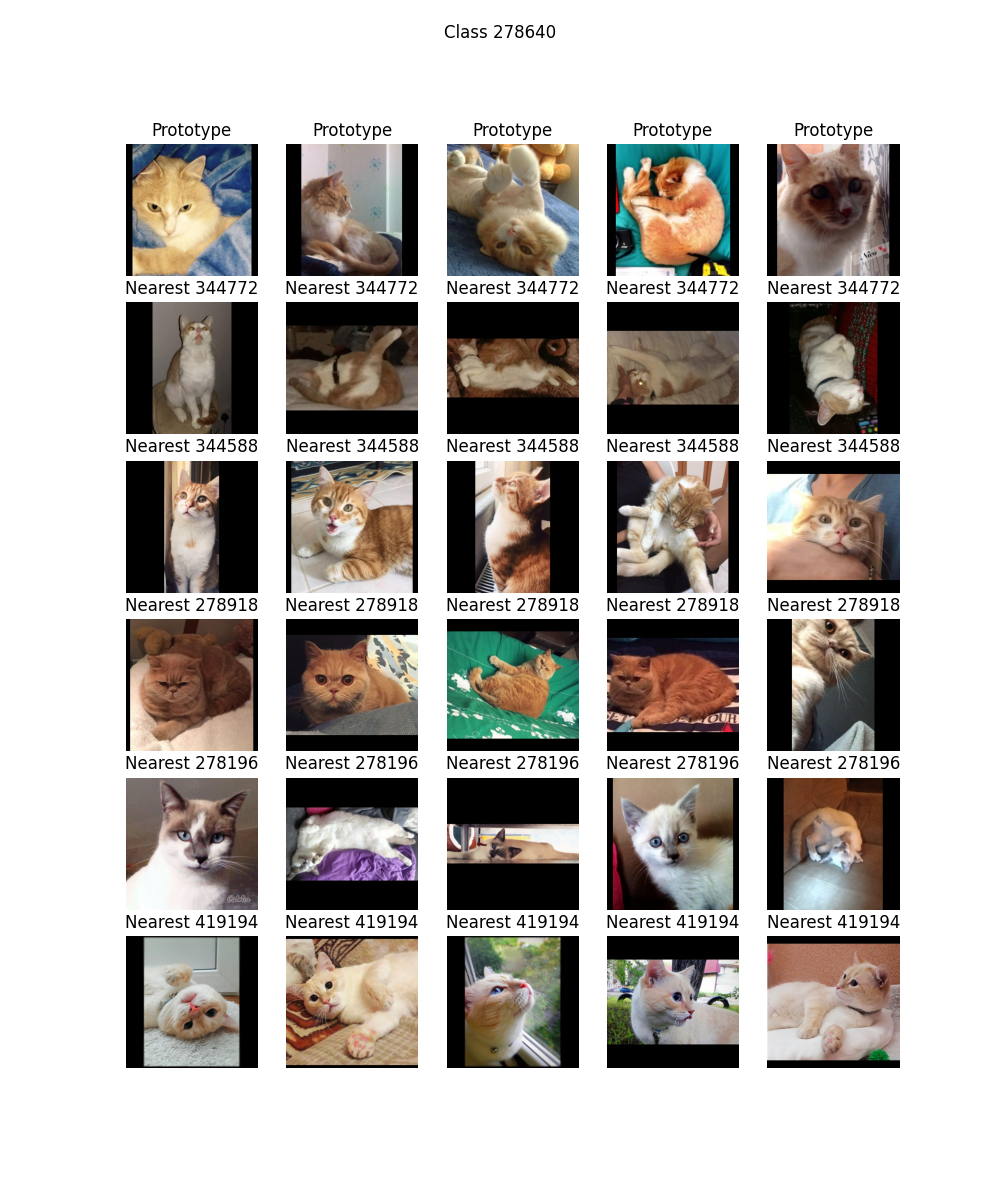 Class 278640
Prototype Prototype Prototype Prototype Prototype
Nico
Nearest 344772 Nearest 344772 Nearest 344772 Nearest 344772 Nearest 344772
Nearest 344588 Nearest 344588 Nearest 344588 Nearest 344588 Nearest 344588
Nearest 278918 Nearest 278918 Nearest 278918 Nearest 278918 Nearest 278918
YOUR
Nearest 278196 Nearest 278196 Nearest 278196 Nearest 278196 Nearest 278196
Nearest 419194 Nearest 419194 Nearest 419194 Nearest 419194 Nearest 419194